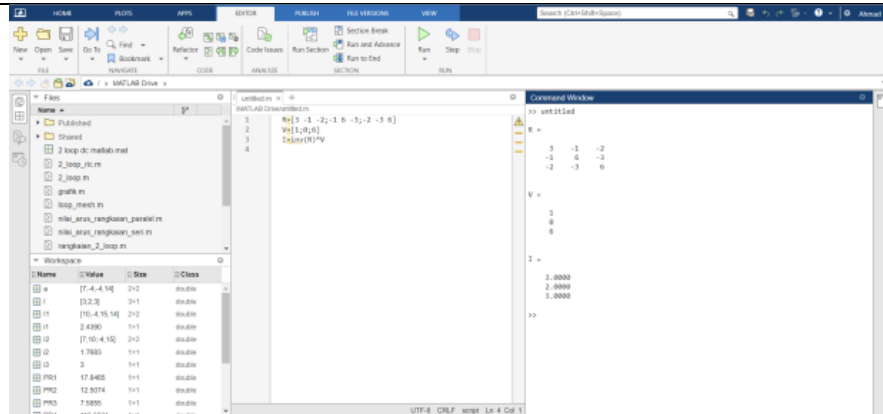 HOME PLOTS APPS EDITOR PUBLISH FILE VERSIONS VIEW Search (Ctrl+Shift+Space) Ahmad
New Open Save Go To Find Bookmark Refactor Code Issues Run Section Section Break Run and Advance Run to End Run Step Stop
FILE NAVIGATE CODE ANALYZE SECTION RUN
/ > MATLAB Drive >
Files
Name
Published
Shared
2 loop dc matlab.mat
2_loop_rlc.m
2_loop.m
grafik.m
loop_mesh.m
nilai_arus_rangkaian_paralel.m
nilai_arus_rangkaian_seri.m
rangkaian_2_loop.m
Workspace
Name Value Size Class
a [7,-4;-4,14] 2×2 double
I [3;2;3] 3×1 double
I1 [10,-4;15,14] 2×2 double
i1 2.4390 1×1 double
I2 [7,10;-4,15] 2×2 double
i2 1.7683 1×1 double
i3 3 1×1 double
PR1 17.8465 1×1 double
PR2 12.5074 1×1 double
PR3 7.5855 1×1 double
untitled.m × +
/MATLAB Drive/untitled.m
1 R=[3 -1 -2;-1 6 -3;-2 -3 6]
2 V=[1;0;6]
3 I=inv(R)*V
4
UTF-8 CRLF script Ln 4 Col 1
Command Window
>> untitled
R =
3 -1 -2
-1 6 -3
-2 -3 6
V =
1
0
6
I =
3.0000
2.0000
3.0000
>>